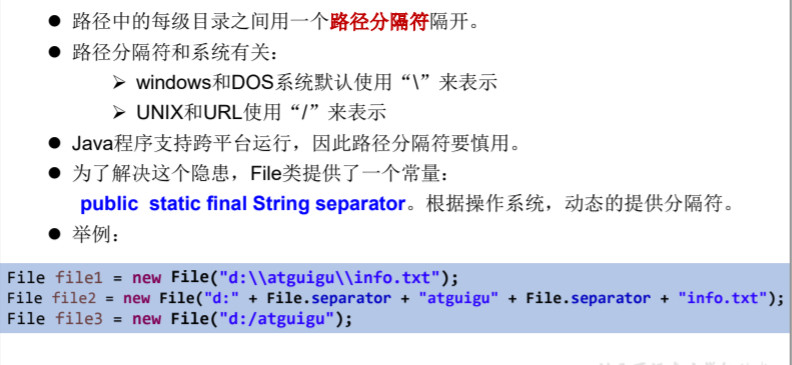 ● 路径中的每级目录之间用一个路径分隔符隔开。
● 路径分隔符和系统有关：
➢ windows和DOS系统默认使用“\”来表示
➢ UNIX和URL使用“/”来表示
● Java程序支持跨平台运行，因此路径分隔符要慎用。
● 为了解决这个隐患，File类提供了一个常量：
public static final String separator。根据操作系统，动态的提供分隔符。
● 举例：
File file1 = new File("d:\\atguigu\\info.txt");
File file2 = new File("d:" + File.separator + "atguigu" + File.separator + "info.txt");
File file3 = new File("d:/atguigu");